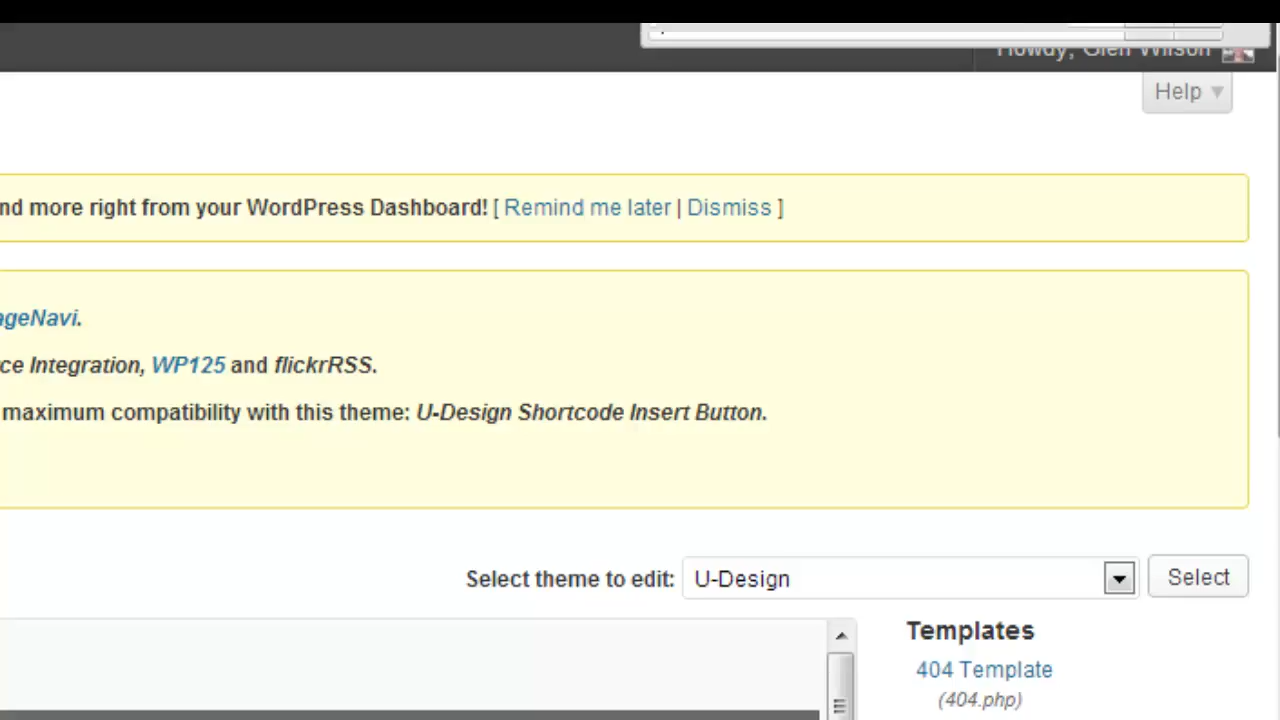 Howdy, Glen Wilson
Help
nd more right from your WordPress Dashboard! [ Remind me later | Dismiss ]
ageNavi.
ce Integration, WP125 and flickrRSS.
maximum compatibility with this theme: U-Design Shortcode Insert Button.
Select theme to edit: U-Design Select
Templates
404 Template
(404.php)